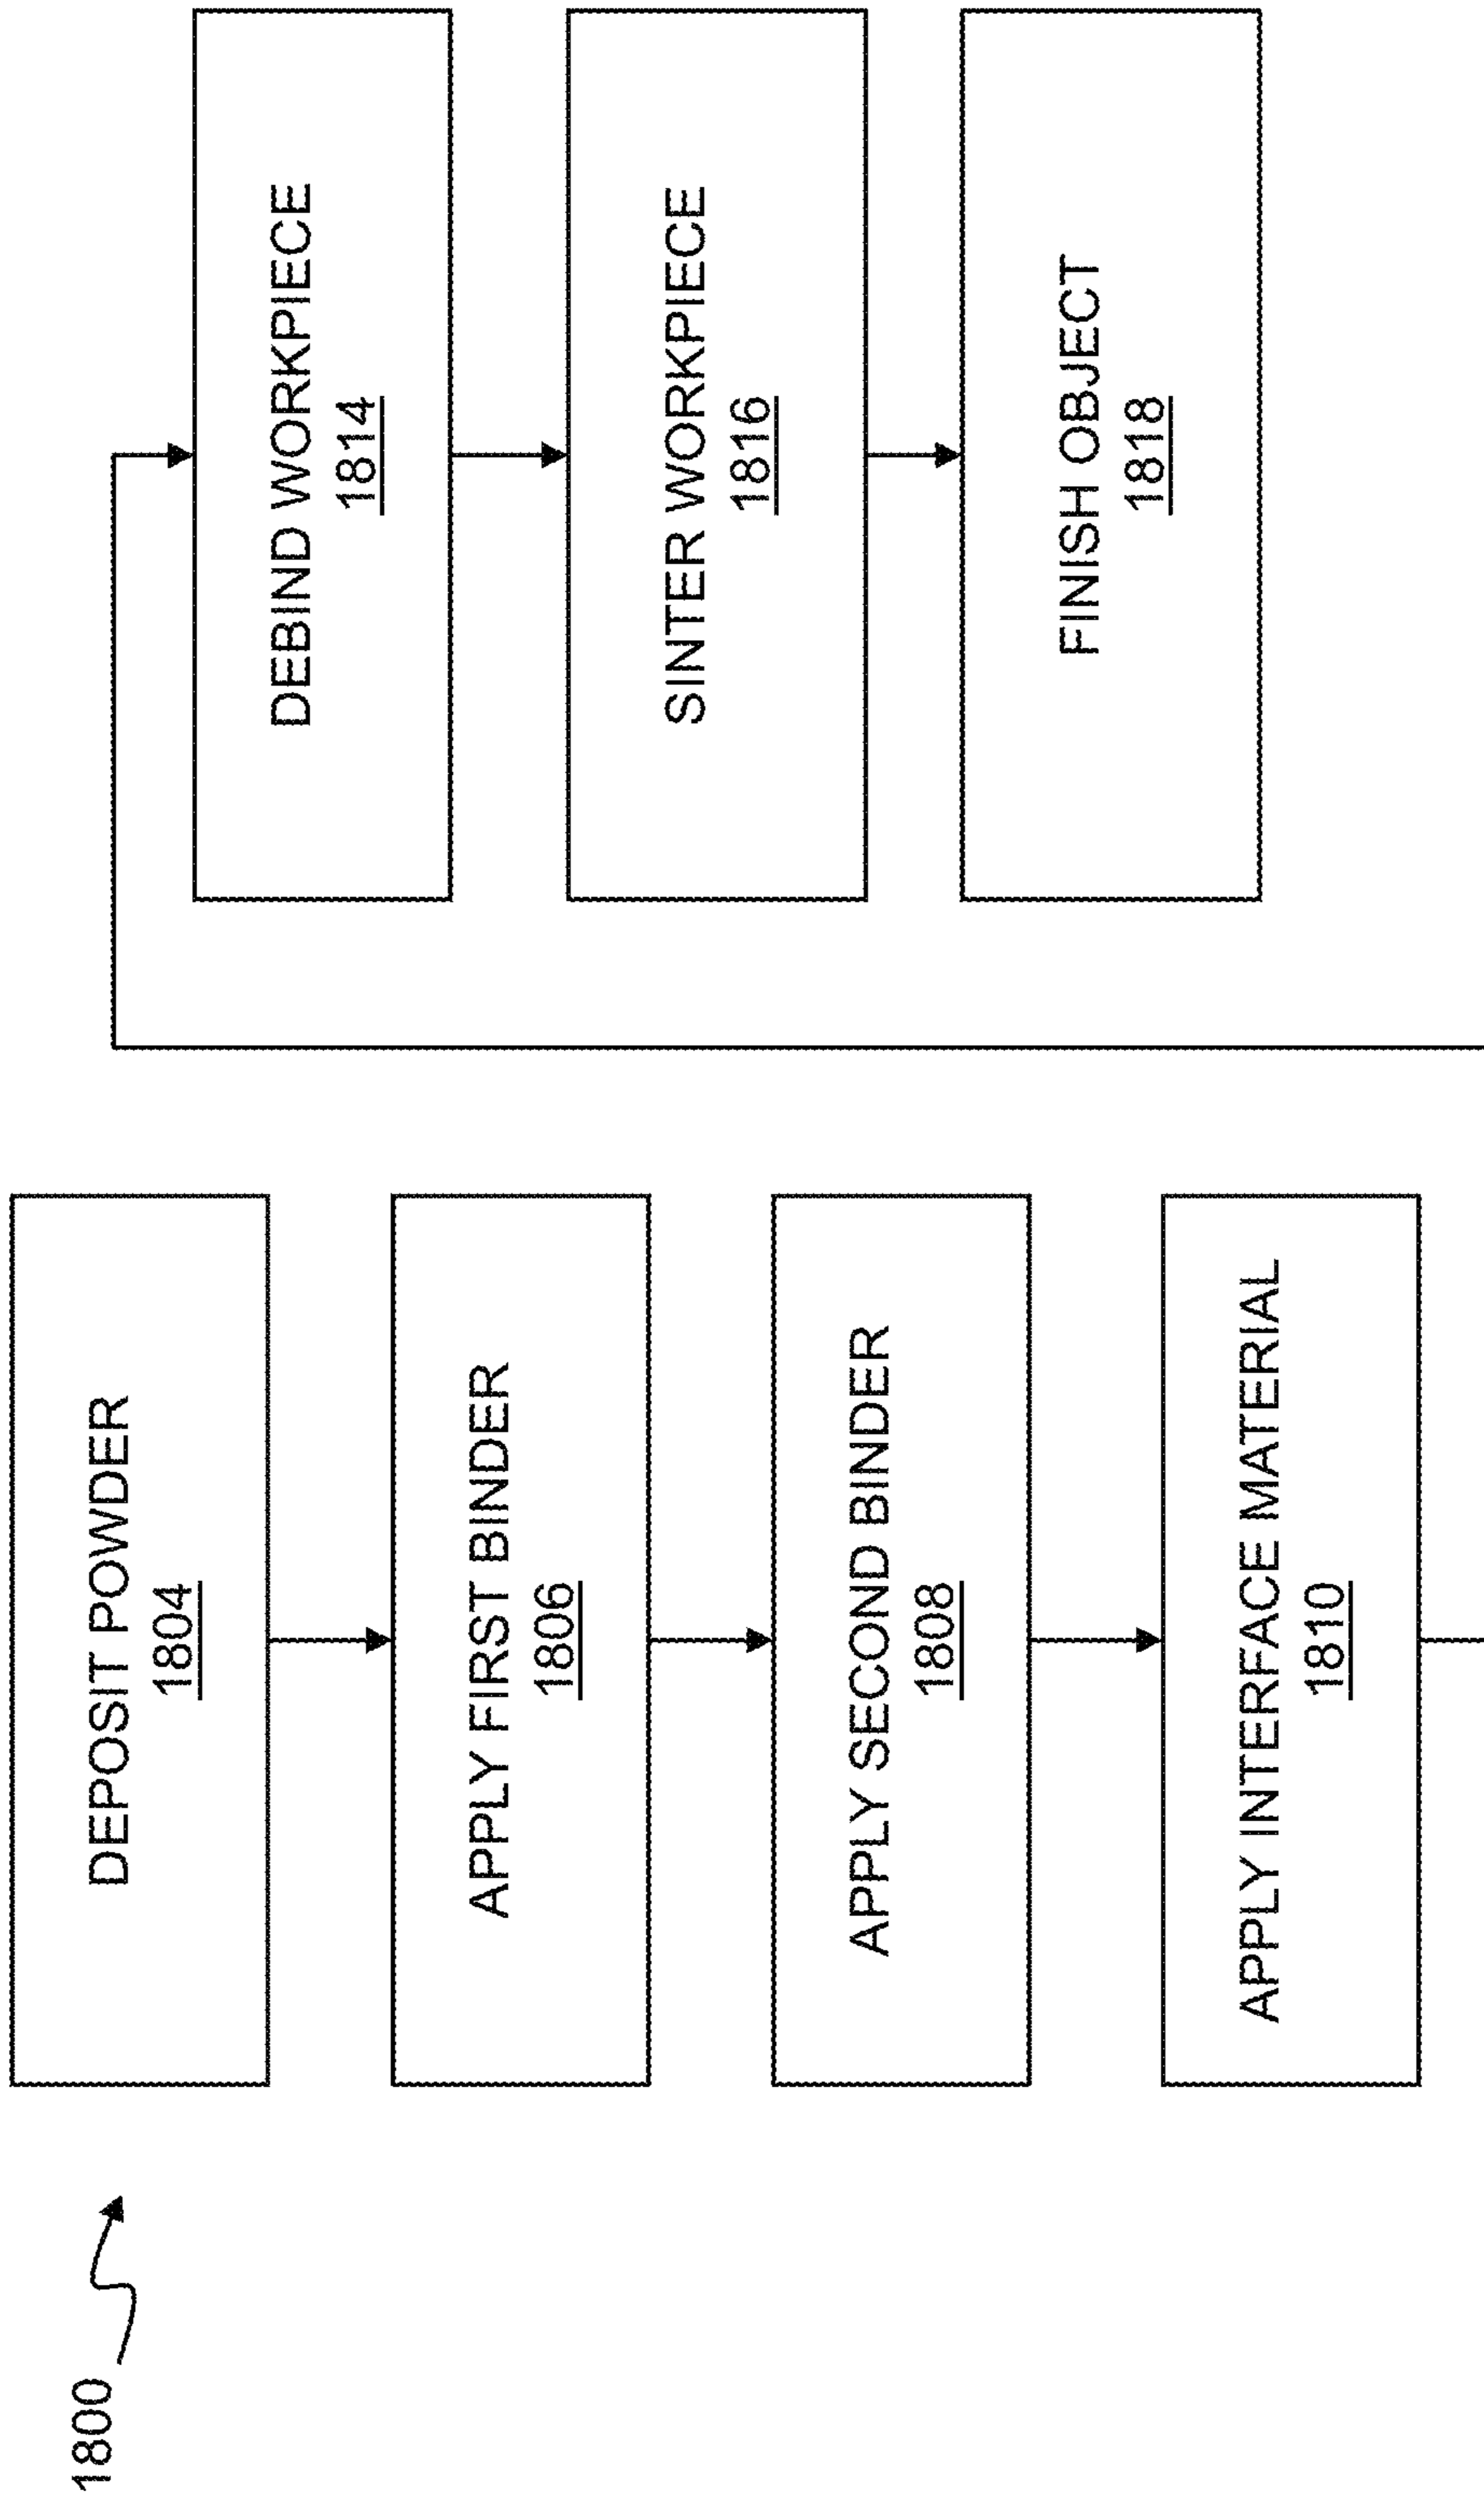 1800
DEPOSIT POWDER
1804
APPLY FIRST BINDER
1806
APPLY SECOND BINDER
1808
APPLY INTERFACE MATERIAL
1810
DEBIND WORKPIECE
1814
SINTER WORKPIECE
1816
FINISH OBJECT
1818